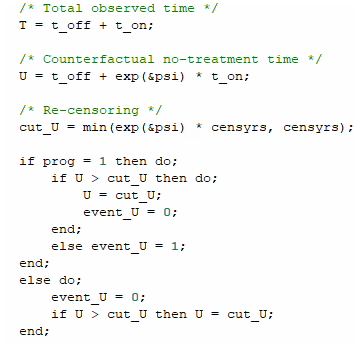 /* Total observed time */
T = t_off + t_on;
/* Counterfactual no-treatment time */
U = t_off + exp(&psi) * t_on;
/* Re-censoring */
cut_U = min(exp(&psi) * censyrs, censyrs);
if prog = 1 then do;
if U > cut_U then do;
U = cut_U;
event_U = 0;
end;
else event_U = 1;
end;
else do;
event_U = 0;
if U > cut_U then U = cut_U;
end;